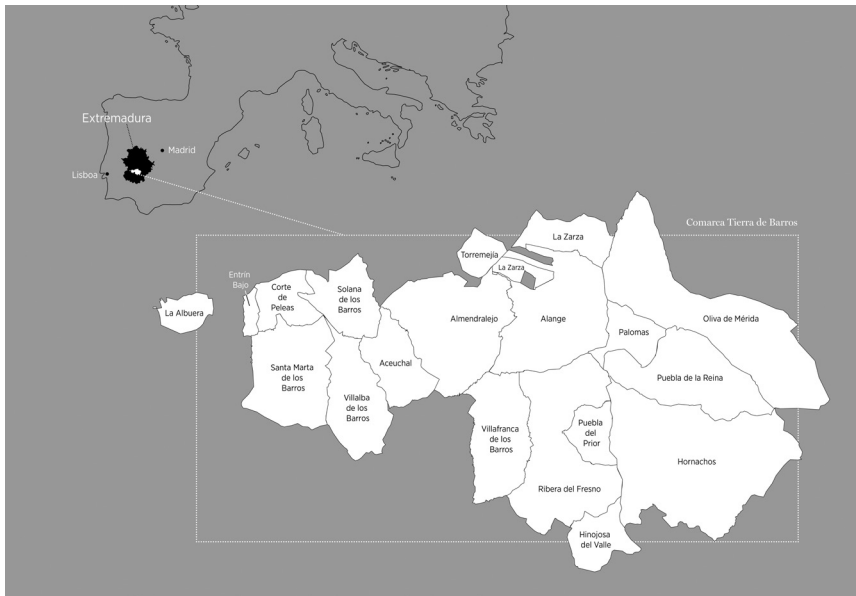 Extremadura
Madrid
Lisboa
Comarca Tierra de Barros
La Zarza
Torremejía
La Zarza
Entrín
Bajo
Corte
de
Peleas
Solana
de los
Barros
La Albuera
Almendralejo
Alange
Palomas
Oliva de Mérida
Santa Marta
de los
Barros
Aceuchal
Puebla de la Reina
Villalba
de los
Barros
Villafranca
de los
Barros
Puebla
del
Prior
Hornachos
Ribera del Fresno
Hinojosa
del Valle